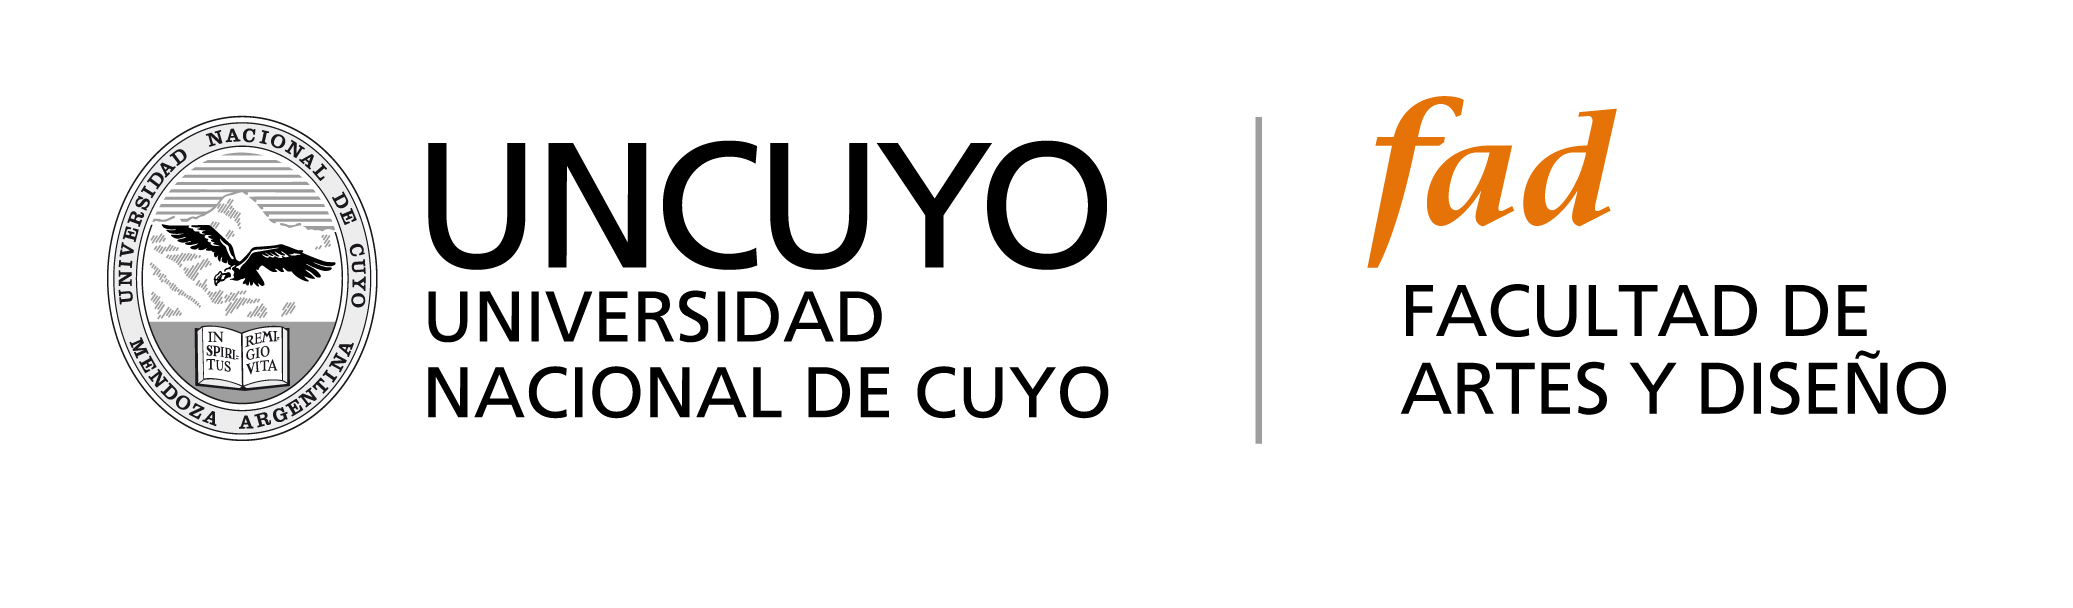 UNIVERSIDAD NACIONAL DE CUYO
MENDOZA ARGENTINA
IN
SPIRI-
TUS
REMI-
GIO
VITA
UNCUYO
UNIVERSIDAD
NACIONAL DE CUYO
fad
FACULTAD DE
ARTES Y DISEÑO